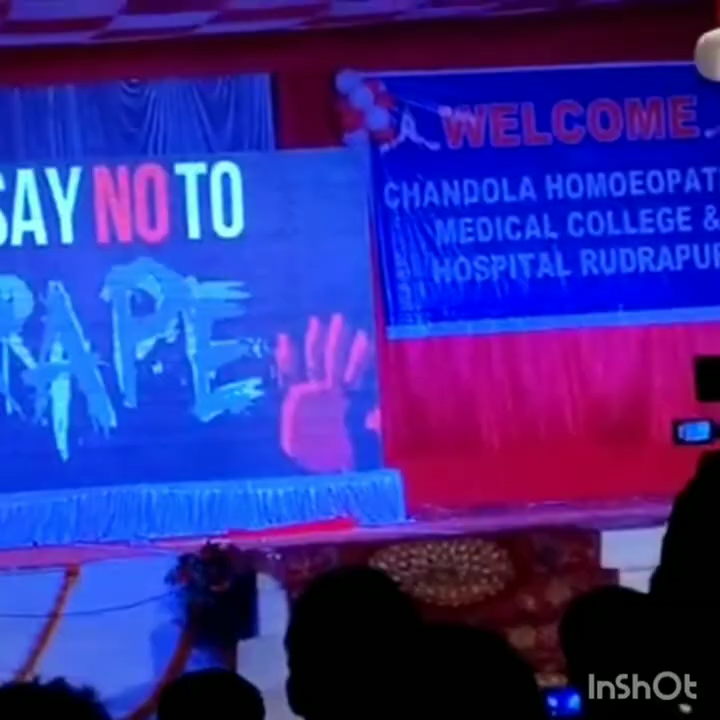 SAY NO TO
RAPE
WELCOME
CHANDOLA HOMOEOPAT
MEDICAL COLLEGE &
HOSPITAL RUDRAPUR
InShOt